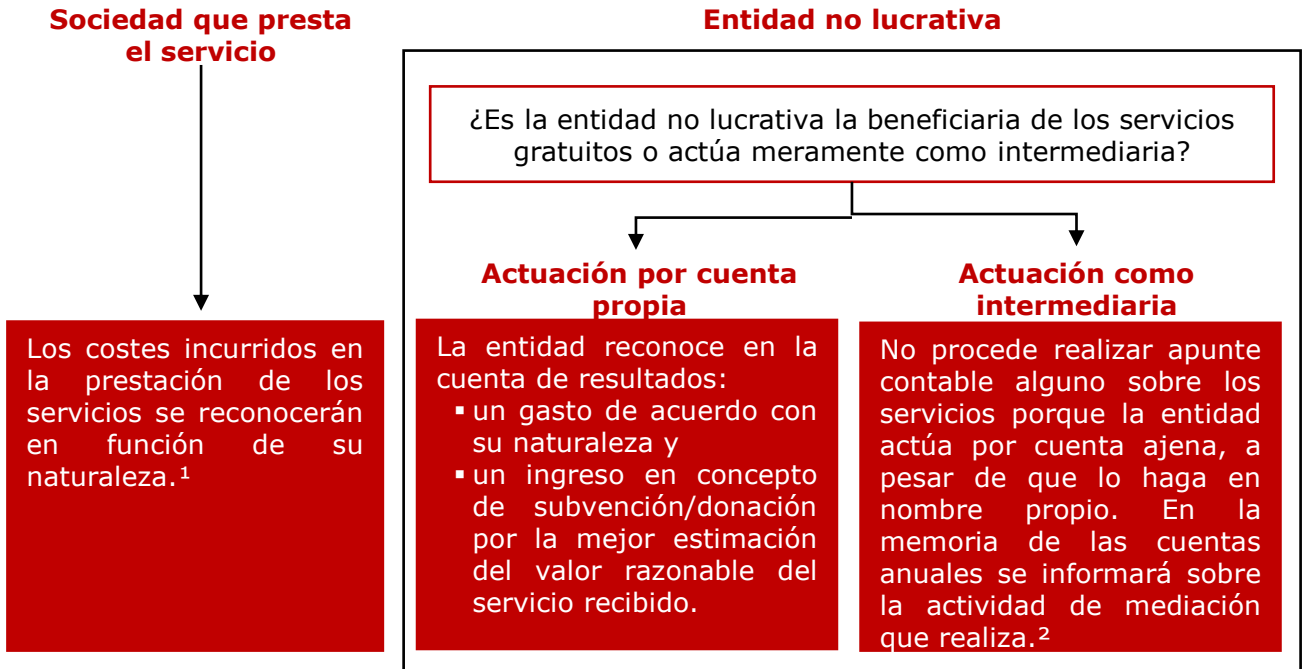 Sociedad que presta
el servicio
Los costes incurridos en
la prestación de los
servicios se reconocerán
en función de su
naturaleza.¹
Entidad no lucrativa
¿Es la entidad no lucrativa la beneficiaria de los servicios
gratuitos o actúa meramente como intermediaria?
Actuación por cuenta
propia
La entidad reconoce en la
cuenta de resultados:
▪ un gasto de acuerdo con
su naturaleza y
▪ un ingreso en concepto
de subvención/donación
por la mejor estimación
del valor razonable del
servicio recibido.
Actuación como
intermediaria
No procede realizar apunte
contable alguno sobre los
servicios porque la entidad
actúa por cuenta ajena, a
pesar de que lo haga en
nombre propio. En la
memoria de las cuentas
anuales se informará sobre
la actividad de mediación
que realiza.²